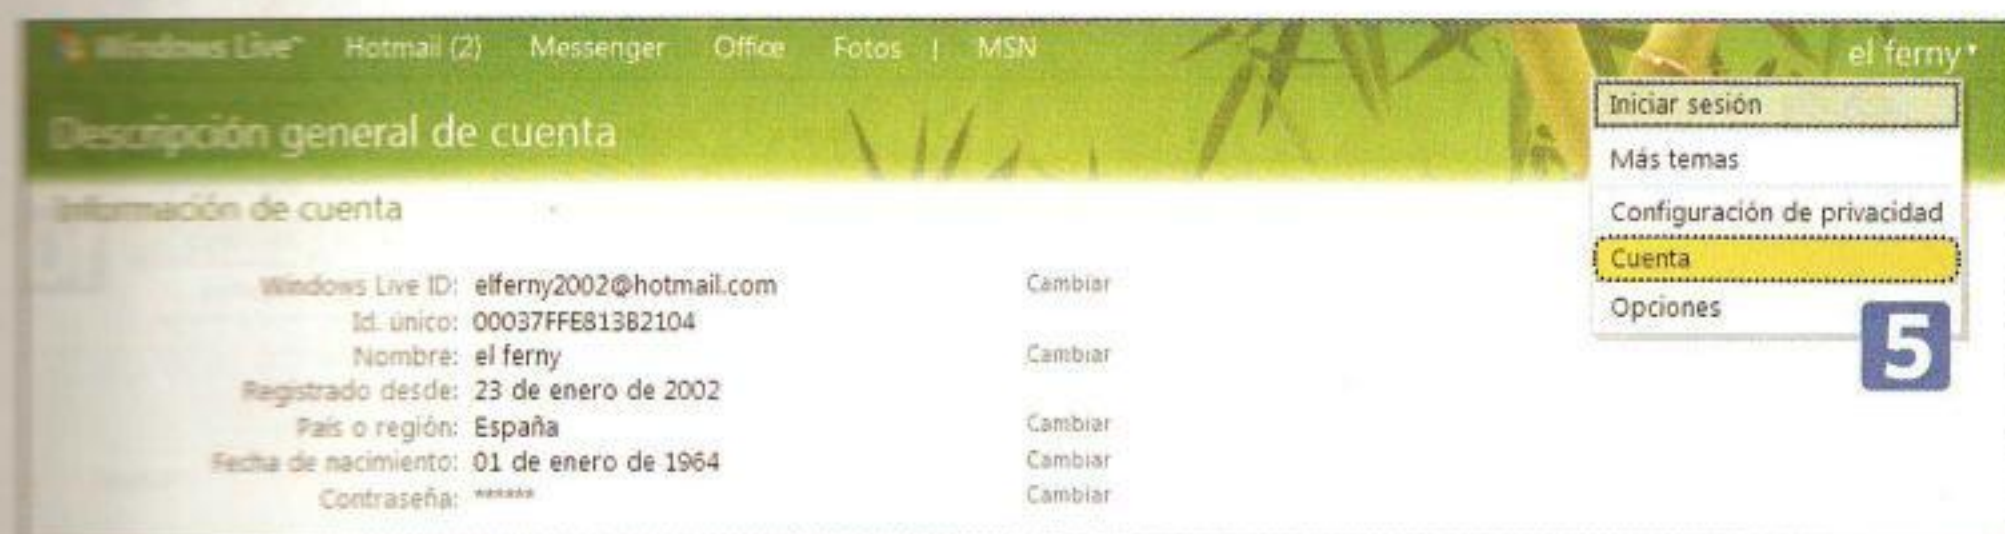 Windows Live™ Hotmail (2) Messenger Office Fotos | MSN el ferny
Descripción general de cuenta
Información de cuenta
Windows Live ID: elferny2002@hotmail.com Cambiar
Id. único: 00037FFE813B2104
Nombre: el ferny Cambiar
Registrado desde: 23 de enero de 2002
País o región: España Cambiar
Fecha de nacimiento: 01 de enero de 1964 Cambiar
Contraseña: ****** Cambiar
Iniciar sesión
Más temas
Configuración de privacidad
Cuenta
Opciones
5